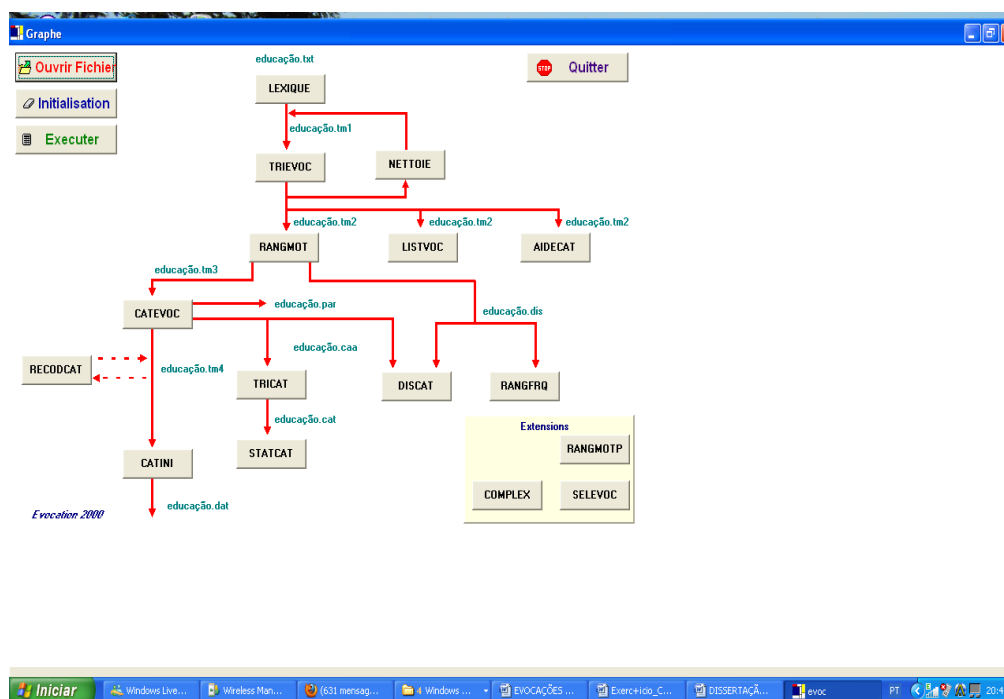 Graphe
educação.txt
Ouvrir Fichier
STOP Quitter
LEXIQUE
Initialisation
educação.tm1
Executer
TRIEVOC
NETTOIE
educação.tm2
educação.tm2
educação.tm2
RANGMOT
LISTVOC
AIDECAT
educação.tm3
educação.par
CATEVOC
educação.dis
educação.caa
RECODCAT
educação.tm4
TRICAT
DISCAT
RANGFRQ
educação.cat
Extensions
RANGMOTP
STATCAT
CATINI
COMPLEX
SELEVOC
educação.dat
Evocation 2000
Iniciar
Windows Live...
Wireless Man...
(631 mensag...
4 Windows ...
EVOCAÇÕES ...
Exerc+icio_C...
DISSERTAÇÃ...
evoc
PT